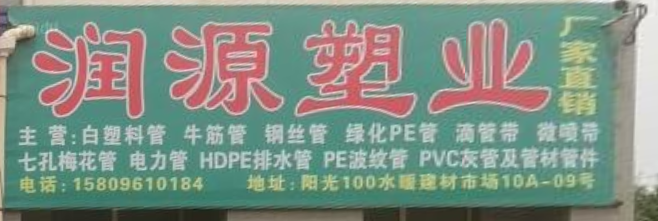 润源塑业
厂家直销
主营:白塑料管 牛筋管 钢丝管 绿化PE管 滴管带 微喷带
七孔梅花管 电力管 HDPE排水管 PE波纹管 PVC灰管及管材管件
电话:15809610184 地址:阳光100水暖建材市场10A-09号